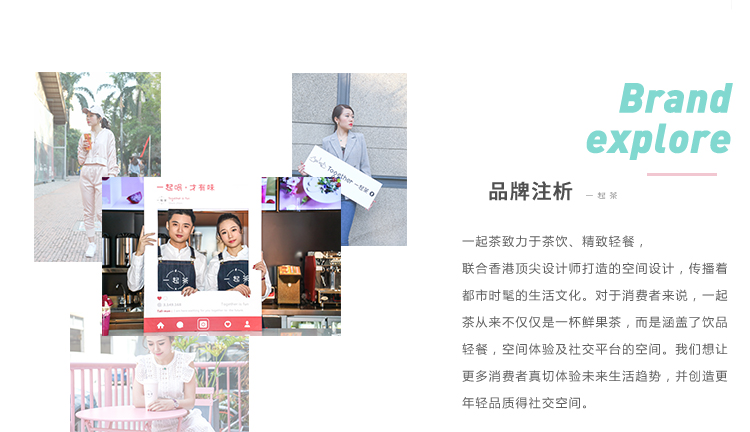 Brand
explore
品牌注析 一起茶
一起茶致力于茶饮、精致轻餐，
联合香港顶尖设计师打造的空间设计，传播着
都市时髦的生活文化。对于消费者来说，一起
茶从来不仅仅是一杯鲜果茶，而是涵盖了饮品
轻餐，空间体验及社交平台的空间。我们想让
更多消费者真切体验未来生活趋势，并创造更
年轻品质得社交空间。
Together 一起茶
一起喝·才有味
一起茶
一起茶